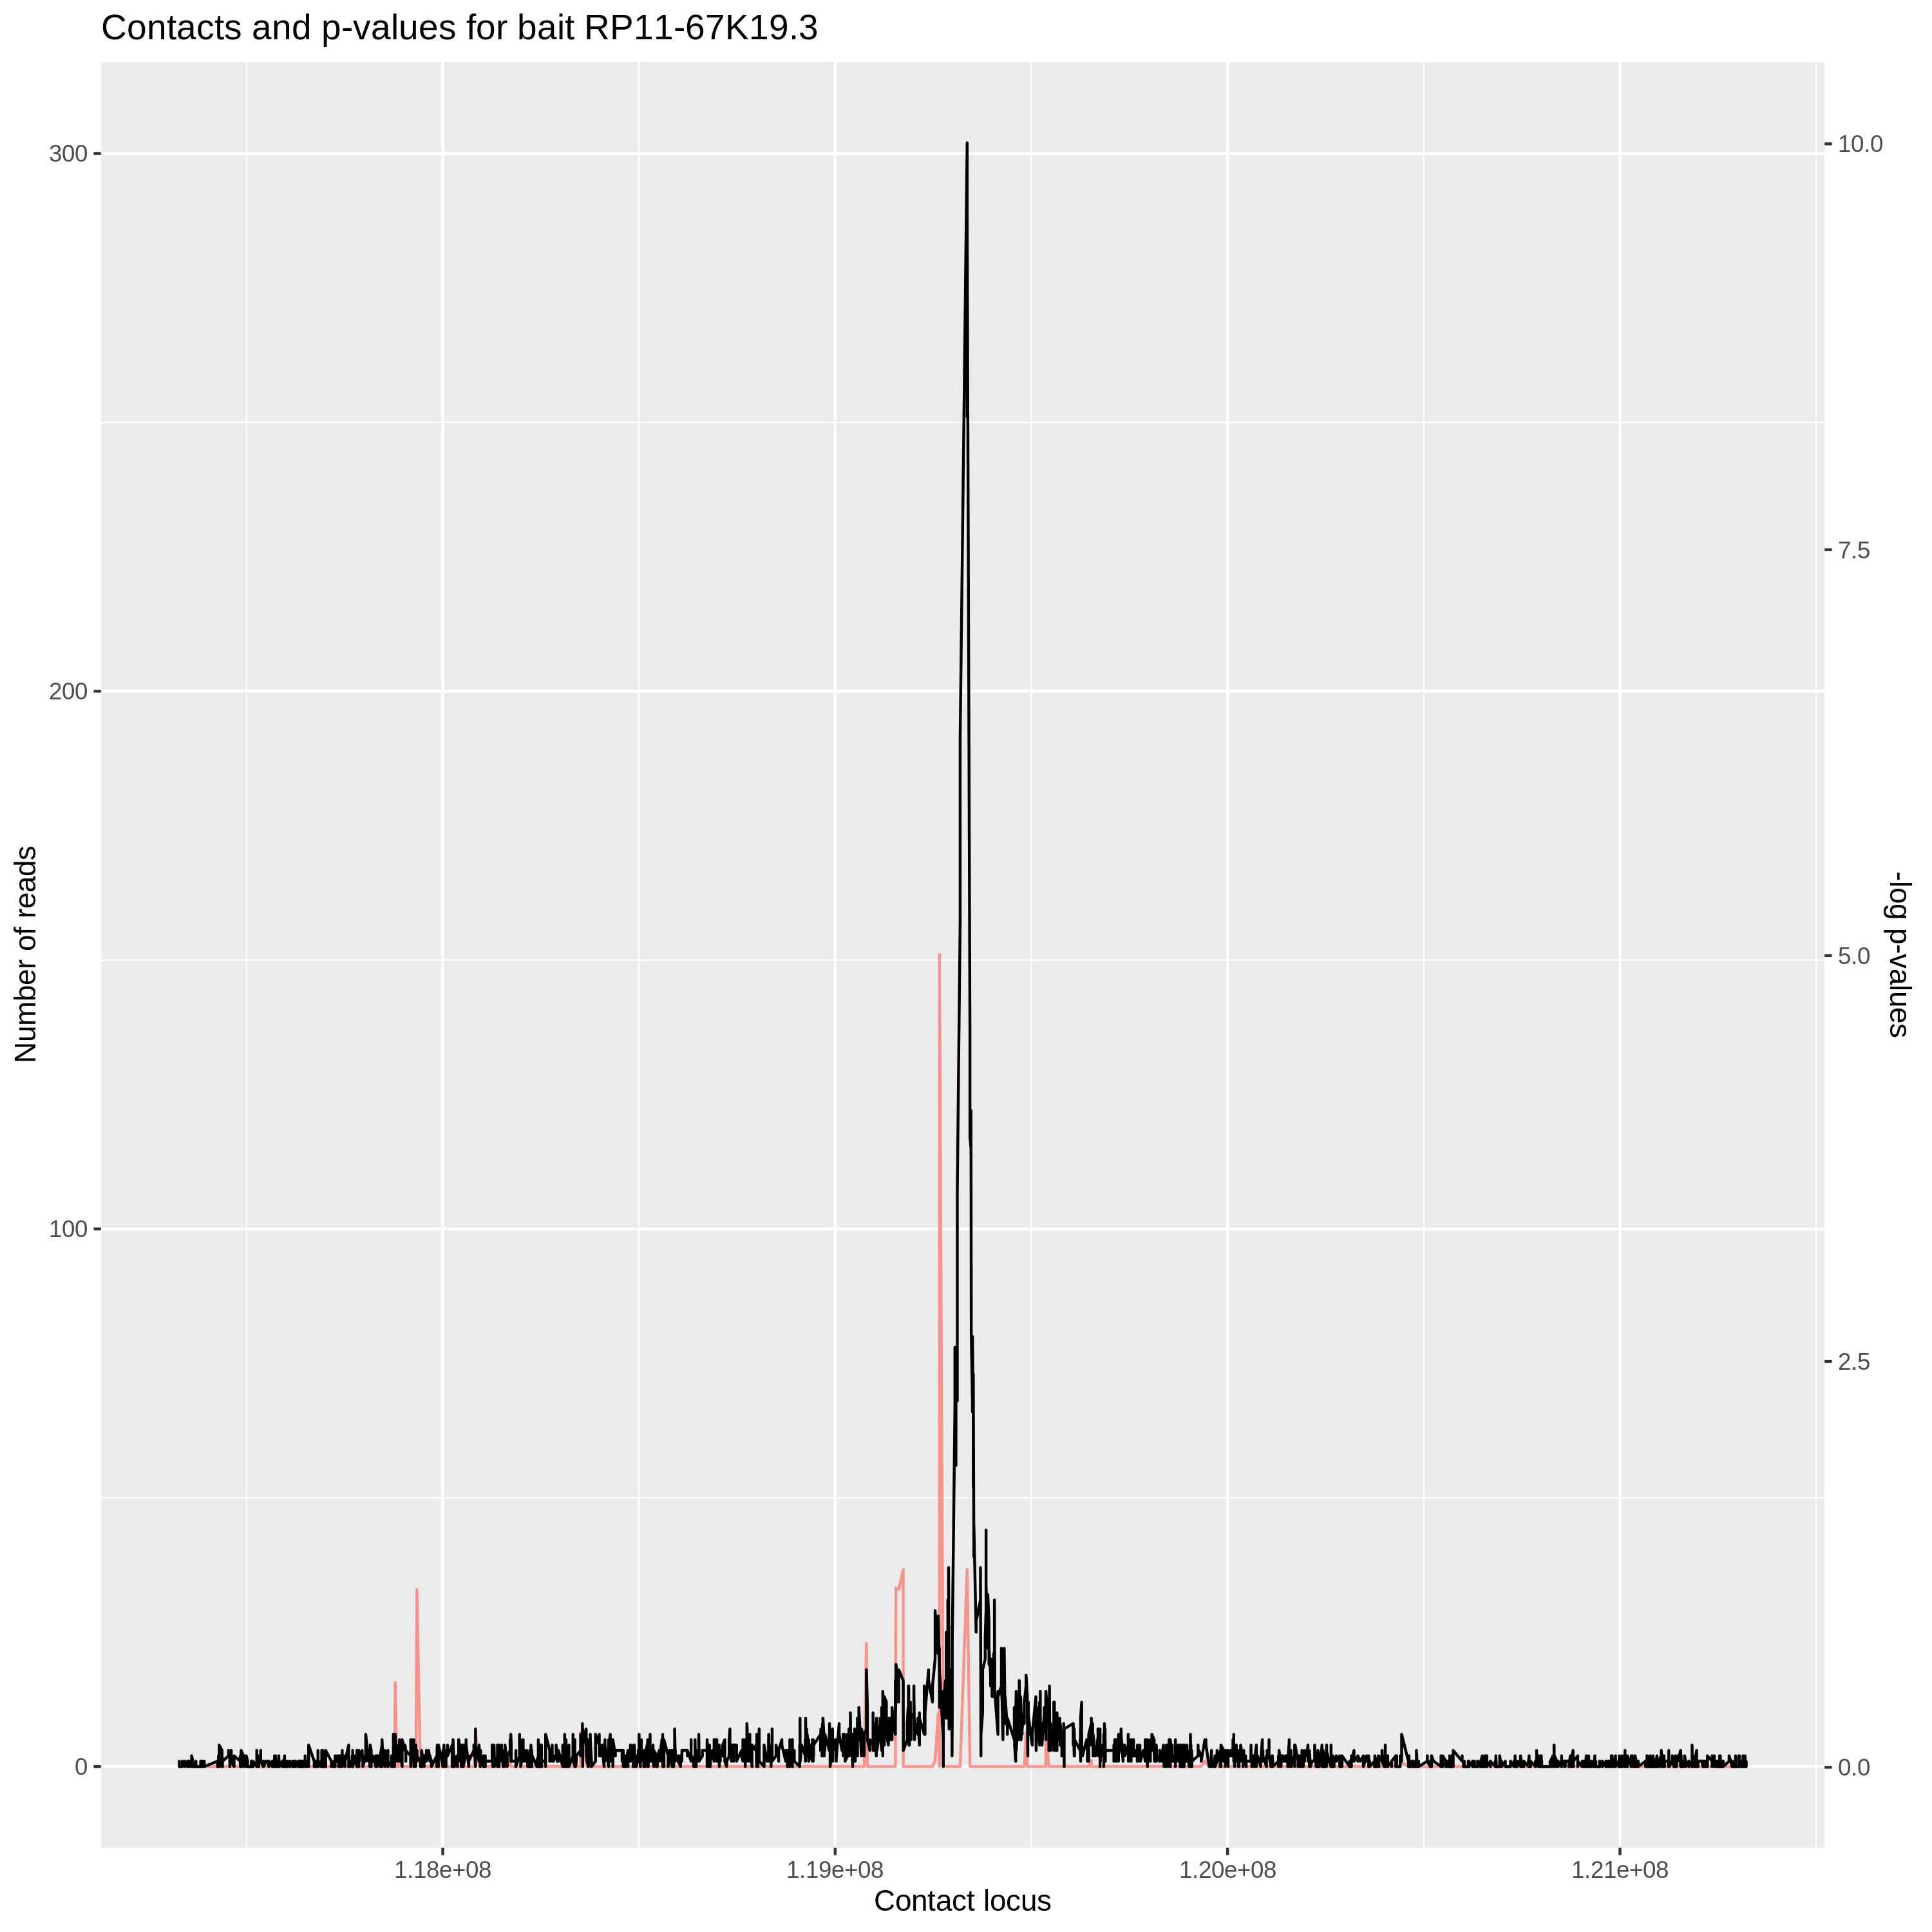 Contacts and p-values for bait RP11-67K19.3
300
200
100
0
Number of reads
10.0
7.5
5.0
2.5
0.0
-log p-values
1.18e+08
1.19e+08
1.20e+08
1.21e+08
Contact locus